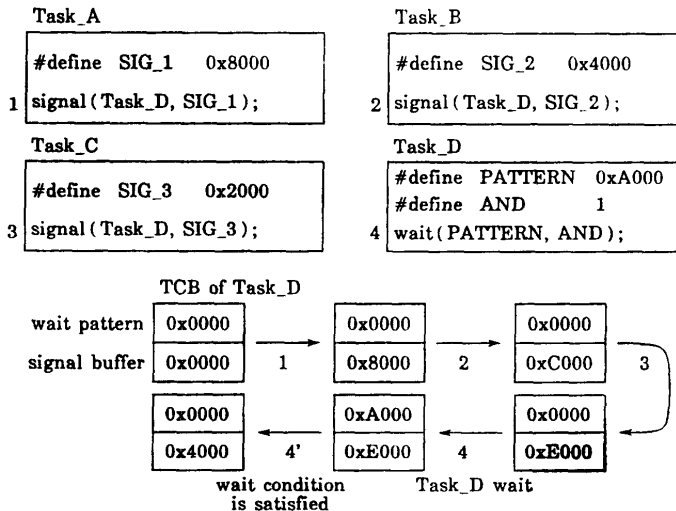 Task_A
#define SIG_1 0x8000
1 signal(Task_D, SIG_1);
Task_B
#define SIG_2 0x4000
2 signal(Task_D, SIG_2);
Task_C
#define SIG_3 0x2000
3 signal(Task_D, SIG_3);
Task_D
#define PATTERN 0xA000
#define AND 1
4 wait(PATTERN, AND);
TCB of Task_D
wait pattern 0x0000 0x0000 0x0000
signal buffer 0x0000 1 0x8000 2 0xC000 3
0x0000 0xA000 0x0000
0x4000 4' 0xE000 4 0xE000
wait condition Task_D wait
is satisfied